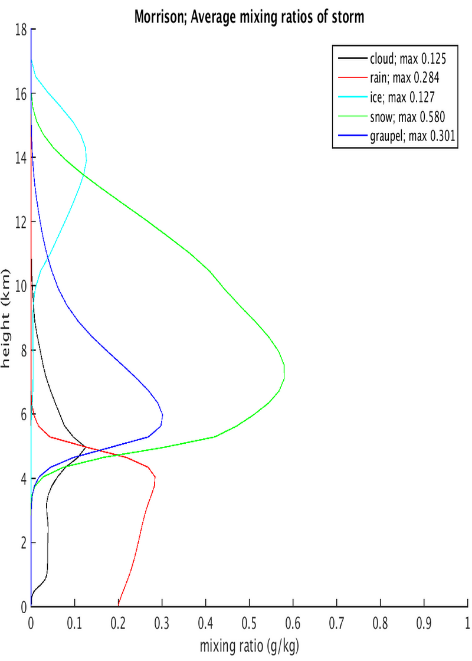 Morrison; Average mixing ratios of storm
cloud; max 0.125
rain; max 0.284
ice; max 0.127
snow; max 0.580
graupel; max 0.301
height (km)
18
16
14
12
10
8
6
4
2
0
0 0.1 0.2 0.3 0.4 0.5 0.6 0.7 0.8 0.9 1
mixing ratio (g/kg)